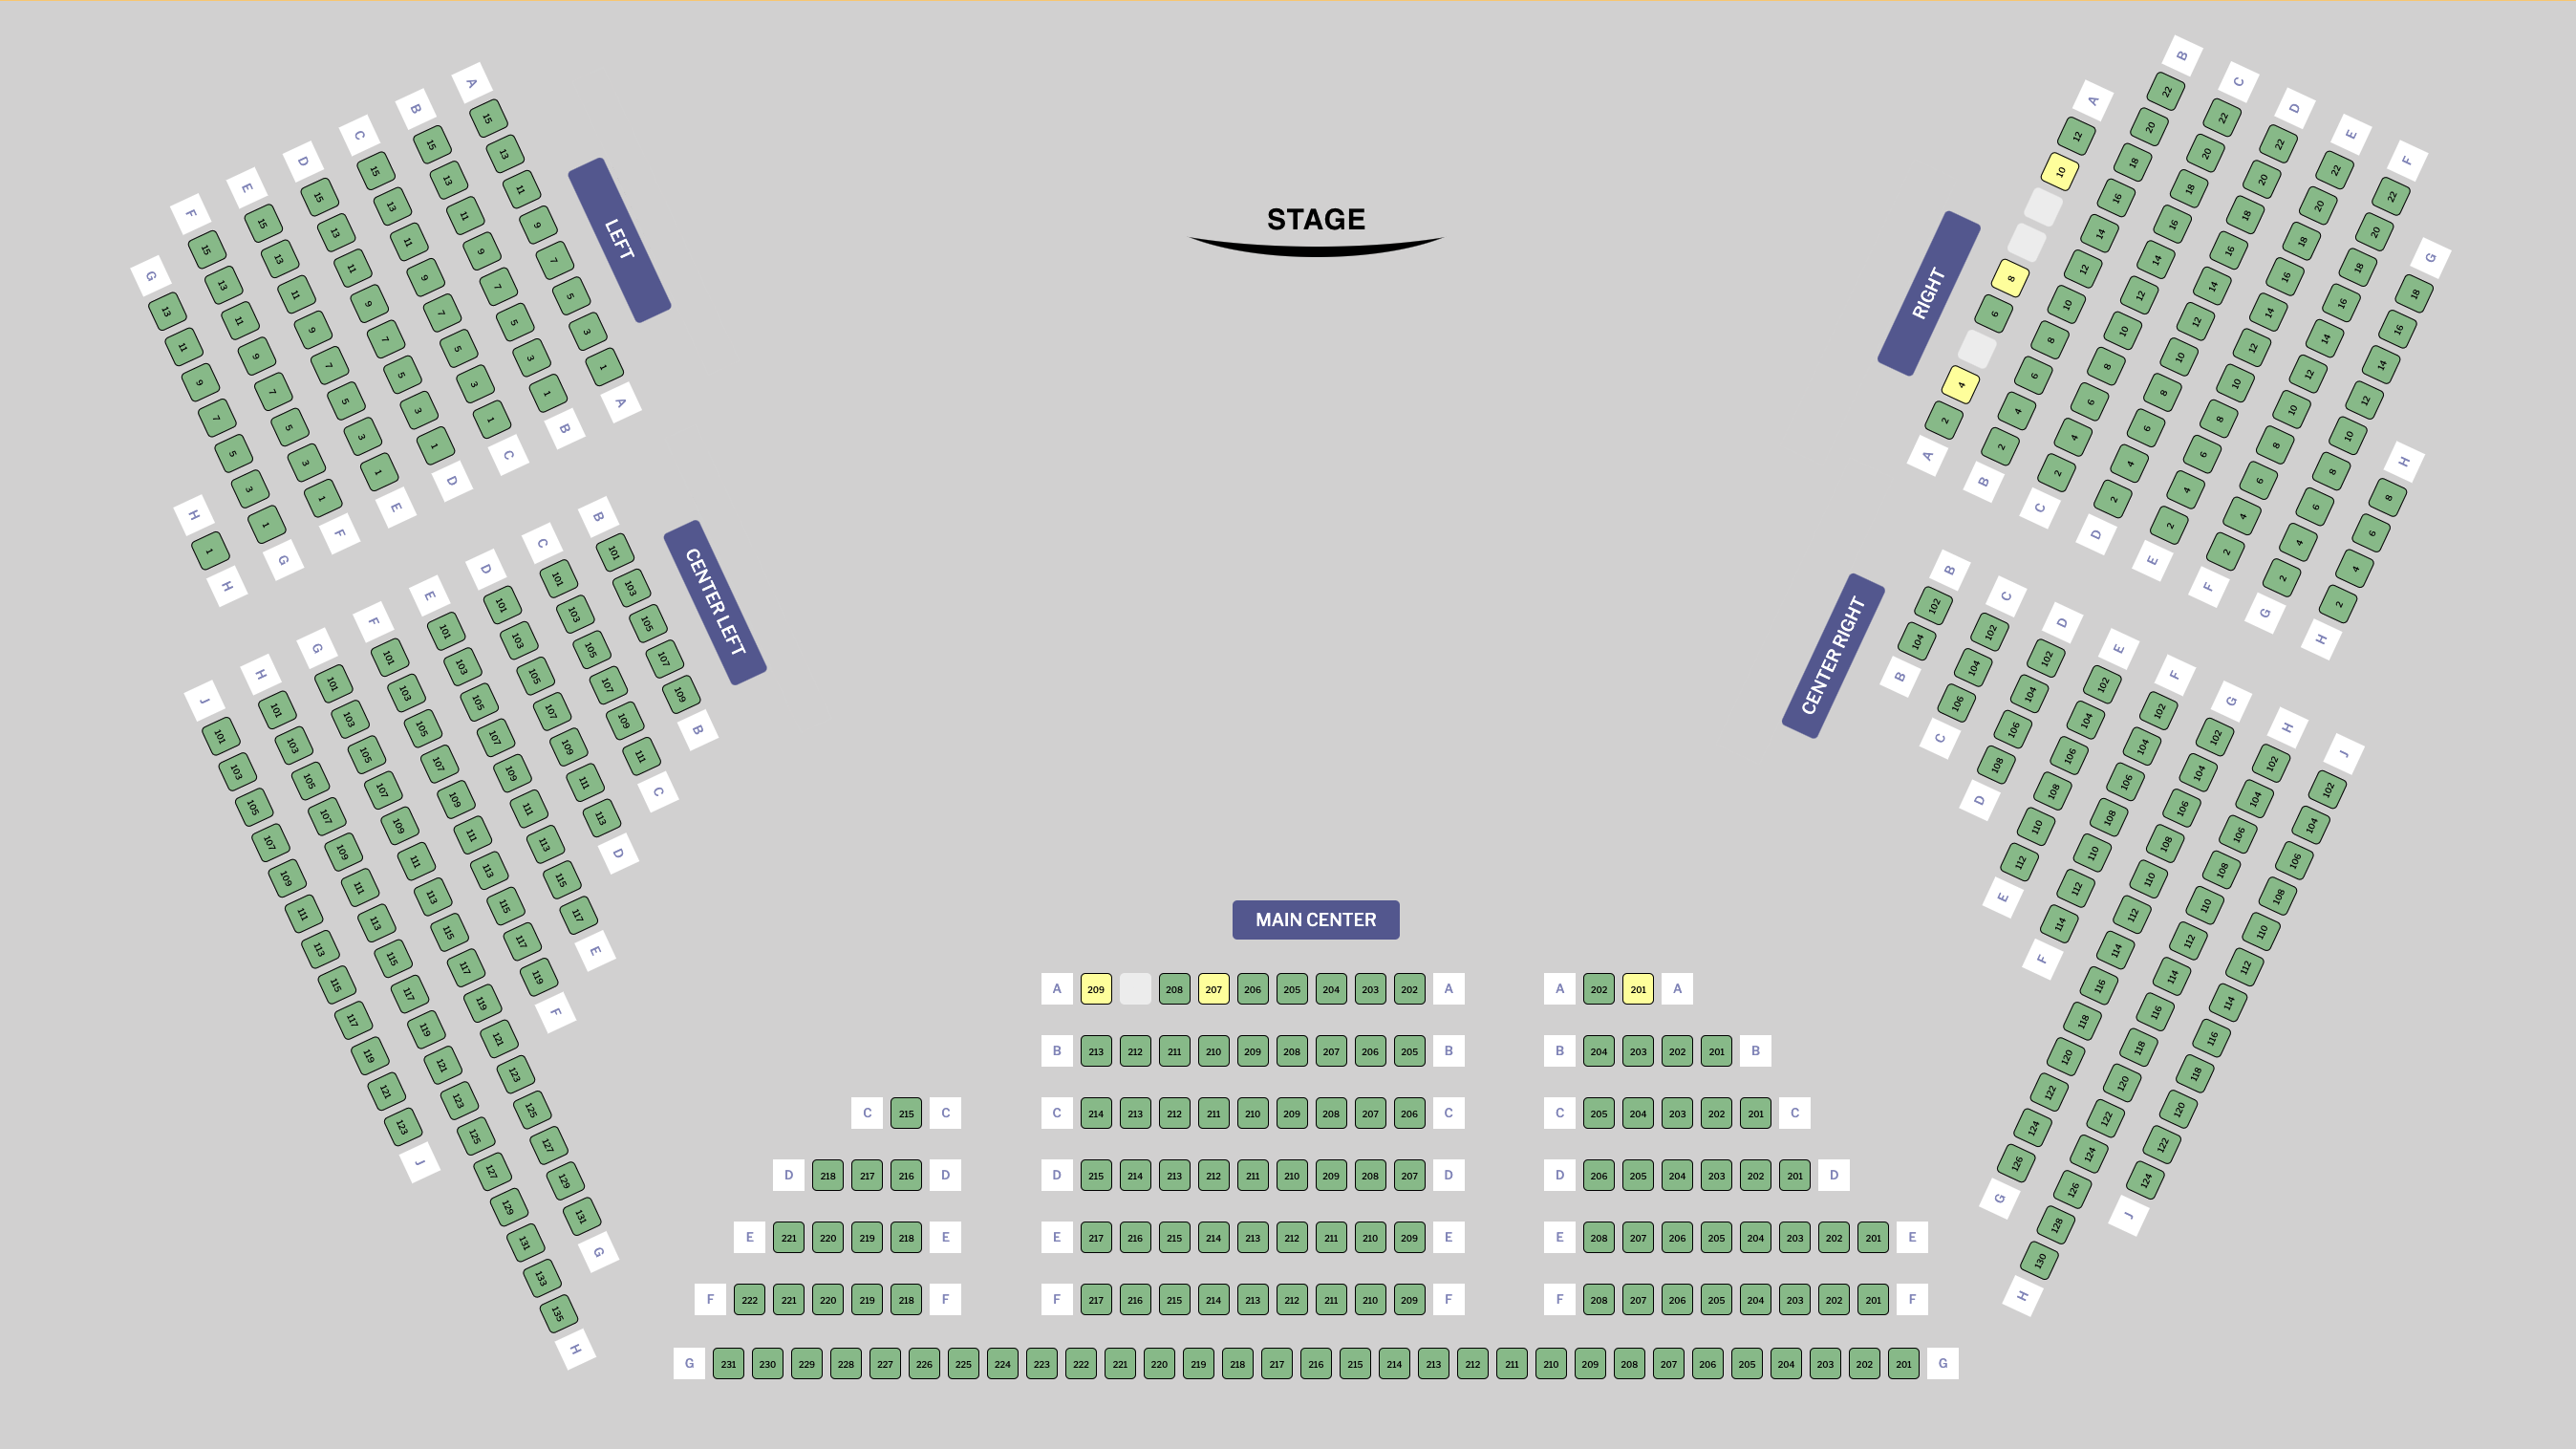 STAGE
LEFT
A 15 13 11 9 7 5 3 1 A
B 15 13 11 9 7 5 3 1 B
C 15 13 11 9 7 5 3 1 C
D 15 13 11 9 7 5 3 1 D
E 15 13 11 9 7 5 3 1 E
F 15 13 11 9 7 5 3 1 F
G 13 11 9 7 5 3 1 G
H 1 H
RIGHT
A 12 10 8 6 4 2 A
B 22 20 18 16 14 12 10 8 6 4 2 B
C 22 20 18 16 14 12 10 8 6 4 2 C
D 22 20 18 16 14 12 10 8 6 4 2 D
E 22 20 18 16 14 12 10 8 6 4 2 E
F 22 20 18 16 14 12 10 8 6 4 2 F
G 18 16 14 12 10 8 6 4 2 G
H 8 6 4 2 H
CENTER LEFT
B 101 103 105 107 109 B
C 101 103 105 107 109 111 C
D 101 103 105 107 109 111 113 D
E 101 103 105 107 109 111 113 115 117 E
F 101 103 105 107 109 111 113 115 117 119 F
G 101 103 105 107 109 111 113 115 117 119 121 123 125 127 129 131 G
H 101 103 105 107 109 111 113 115 117 119 121 123 125 127 129 131 133 135 H
J 101 103 105 107 109 111 113 115 117 119 121 123 J
CENTER RIGHT
B 102 104 B
C 102 104 106 C
D 102 104 106 108 D
E 102 104 106 108 110 112 E
F 102 104 106 108 110 112 114 F
G 102 104 106 108 110 112 114 116 118 120 122 124 126 G
H 102 104 106 108 110 112 114 116 118 120 122 124 126 128 130 H
J 102 104 106 108 110 112 114 116 118 120 122 124 J
MAIN CENTER
A 209 208 207 206 205 204 203 202 A A 202 201 A
B 213 212 211 210 209 208 207 206 205 B B 204 203 202 201 B
C 215 C C 214 213 212 211 210 209 208 207 206 C C 205 204 203 202 201 C
D 218 217 216 D D 215 214 213 212 211 210 209 208 207 D D 206 205 204 203 202 201 D
E 221 220 219 218 E E 217 216 215 214 213 212 211 210 209 E E 208 207 206 205 204 203 202 201 E
F 222 221 220 219 218 F F 217 216 215 214 213 212 211 210 209 F F 208 207 206 205 204 203 202 201 F
G 231 230 229 228 227 226 225 224 223 222 221 220 219 218 217 216 215 214 213 212 211 210 209 208 207 206 205 204 203 202 201 G